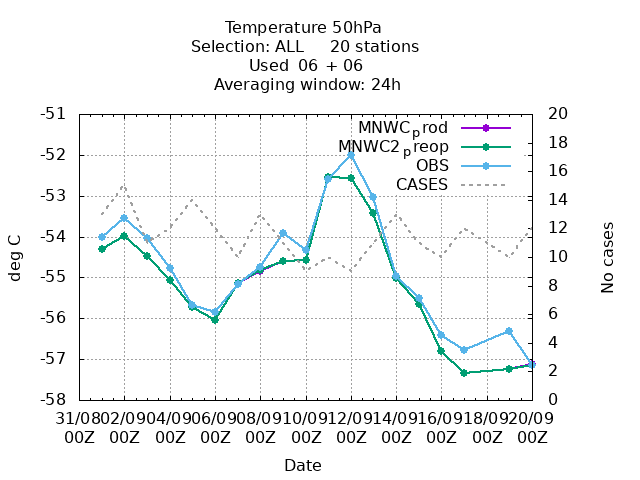 Temperature 50hPa
Selection: ALL 20 stations
Used 06 + 06
Averaging window: 24h
MNWC_prod
MNWC2_preop
OBS
CASES
-51
-52
-53
-54
-55
-56
-57
-58
deg C
20
18
16
14
12
10
8
6
4
2
0
No cases
31/08 02/09 04/09 06/09 08/09 10/09 12/09 14/09 16/09 18/09 20/09
00Z 00Z 00Z 00Z 00Z 00Z 00Z 00Z 00Z 00Z 00Z
Date